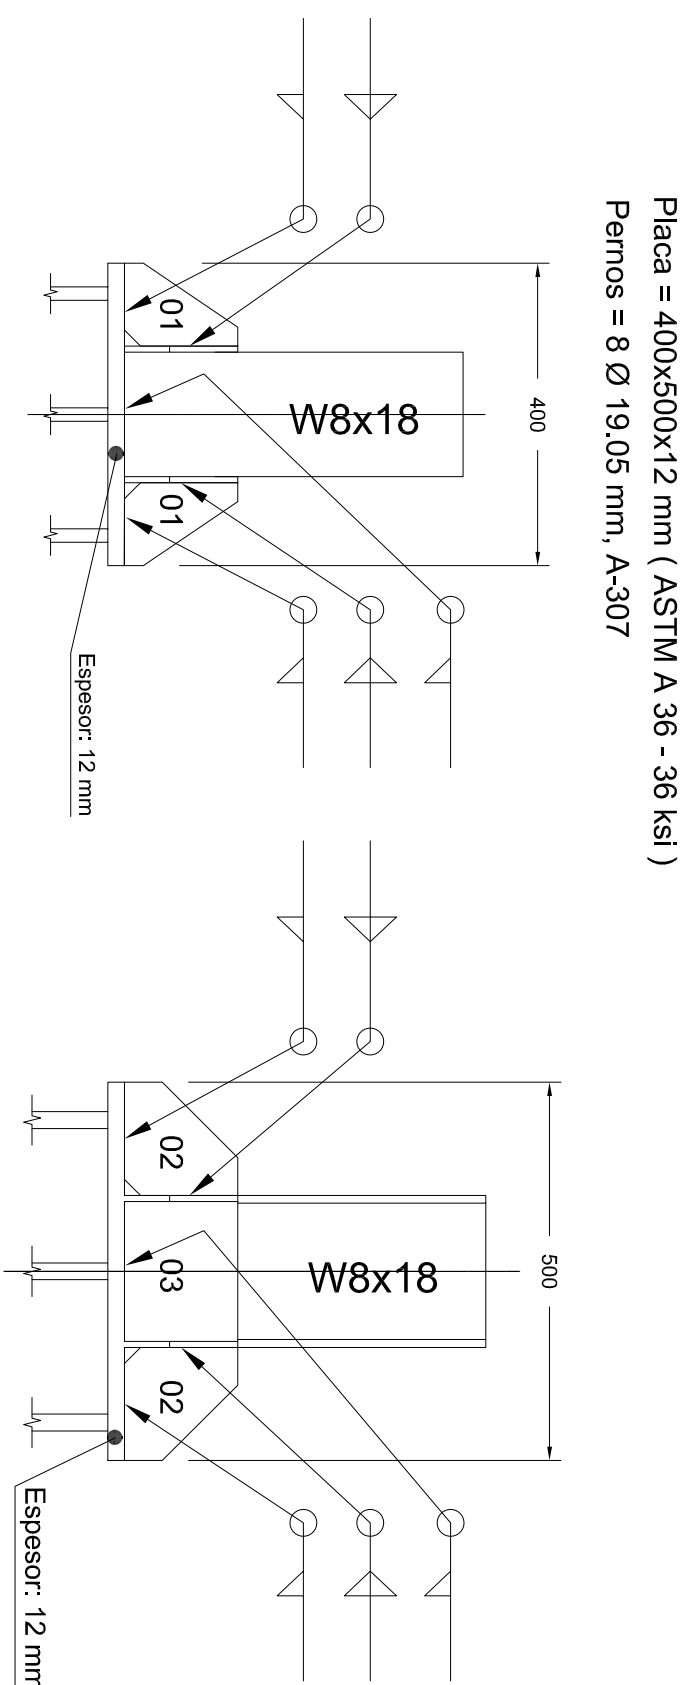 Placa = 400x500x12 mm ( ASTM A 36 - 36 ksi )
Pernos = 8 Ø 19.05 mm, A-307
400
W8x18
01
01
Espesor: 12 mm
500
W8x18
02
03
02
Espesor: 12 mm